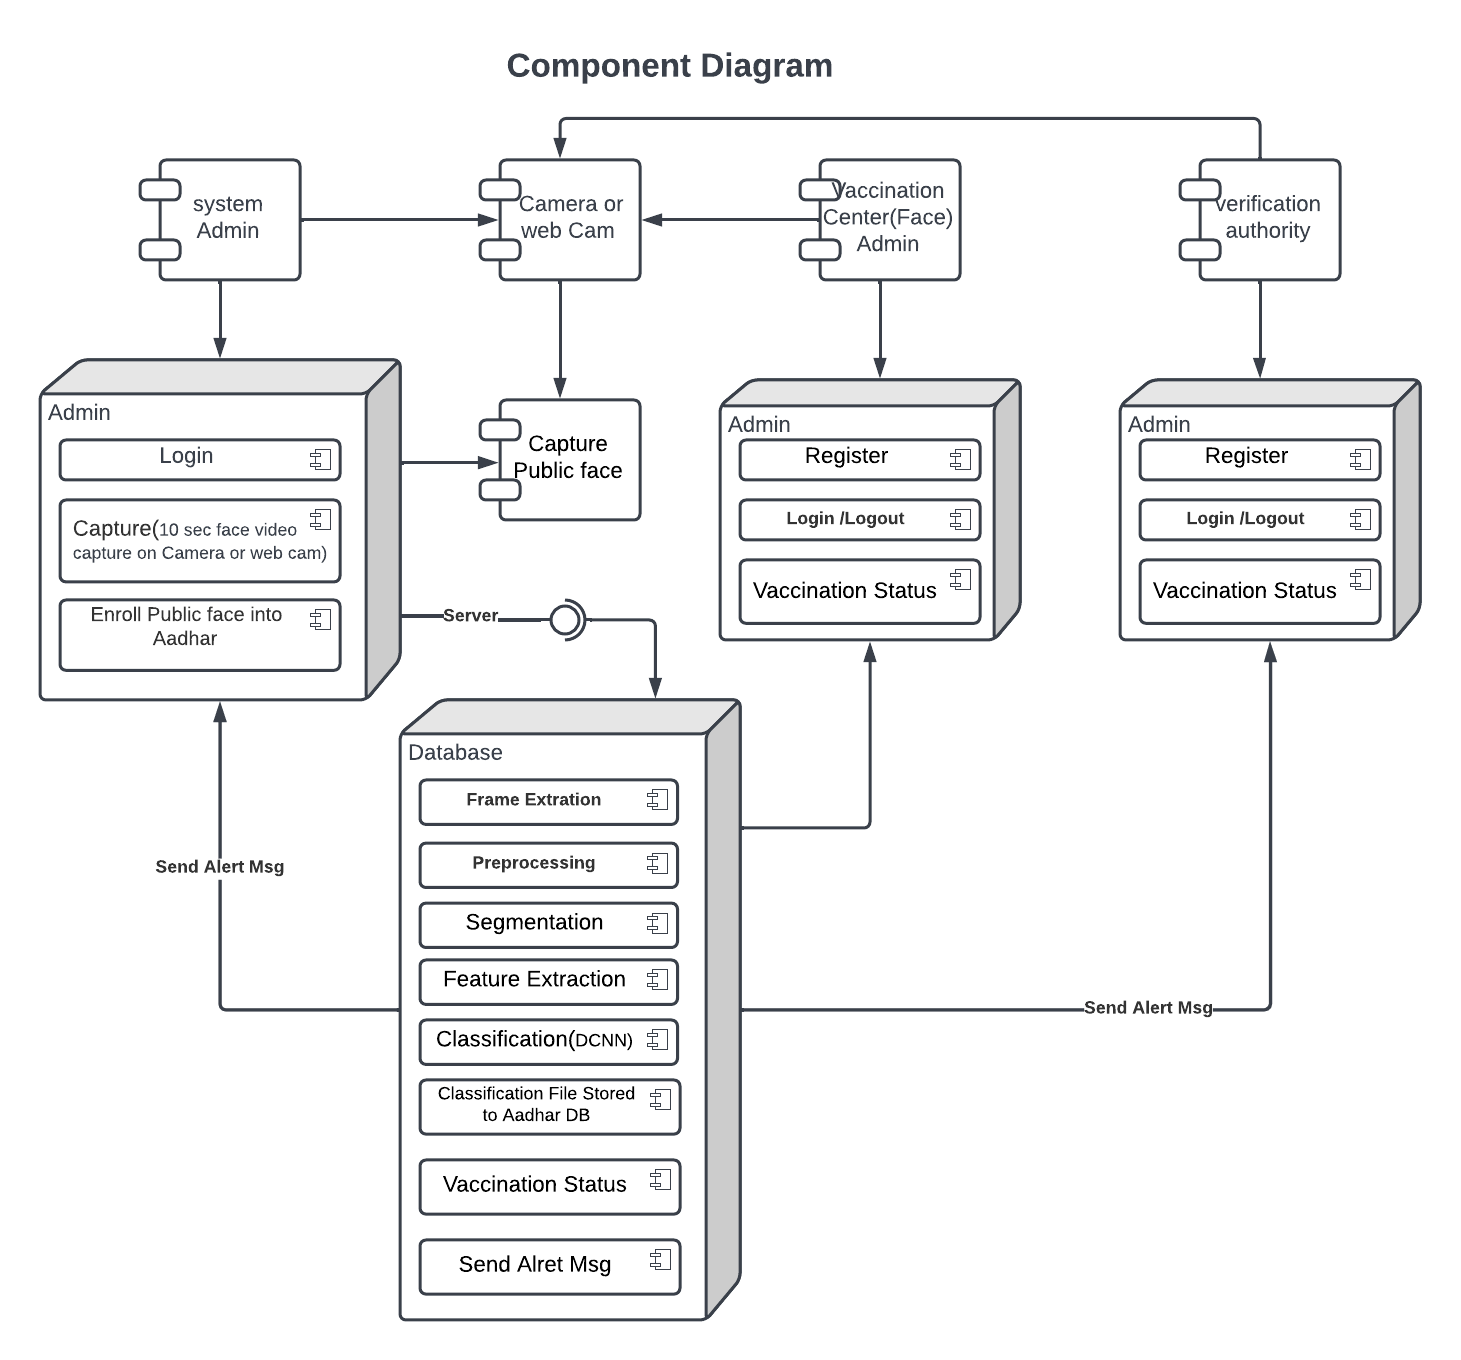 Component Diagram
system
Admin
Camera or
web Cam
Vaccination
Center(Face)
Admin
verification
authority
Admin
Login
Capture(10 sec face video
capture on Camera or web cam)
Enroll Public face into
Aadhar
Capture
Public face
Admin
Register
Login /Logout
Vaccination Status
Admin
Register
Login /Logout
Vaccination Status
Server
Database
Frame Extration
Preprocessing
Segmentation
Feature Extraction
Classification(DCNN)
Classification File Stored
to Aadhar DB
Vaccination Status
Send Alret Msg
Send Alert Msg
Send Alert Msg